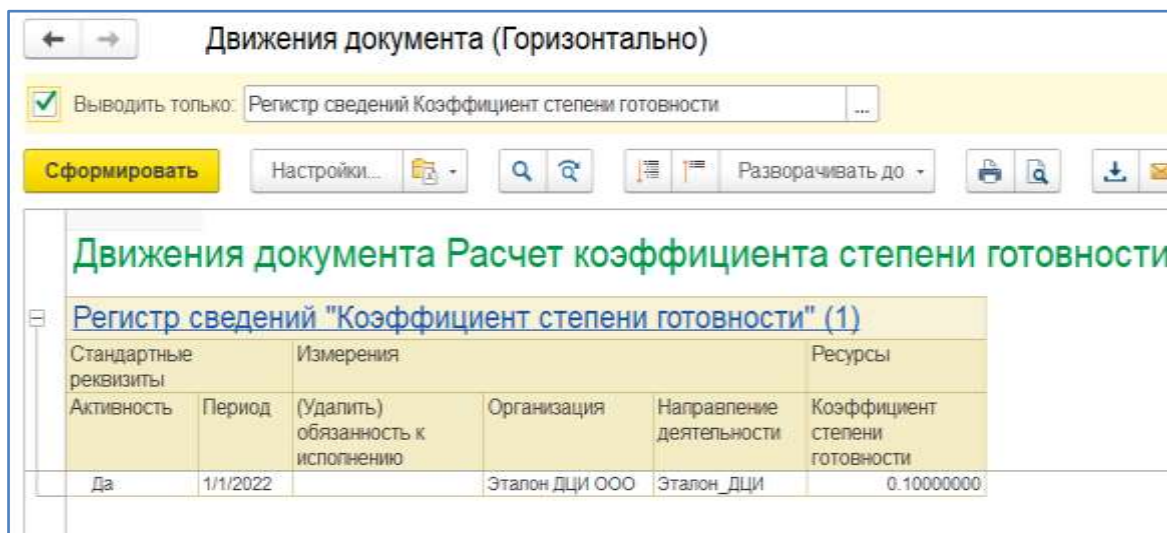 Движения документа (Горизонтально)
Выводить только: Регистр сведений Коэффициент степени готовности ...
Сформировать Настройки... Разворачивать до
Движения документа Расчет коэффициента степени готовности
Регистр сведений "Коэффициент степени готовности" (1)
Стандартные реквизиты Измерения Ресурсы
Активность Период (Удалить) обязанность к исполнению Организация Направление деятельности Коэффициент степени готовности
Да 1/1/2022 Эталон ДЦИ ООО Эталон_ДЦИ 0.10000000